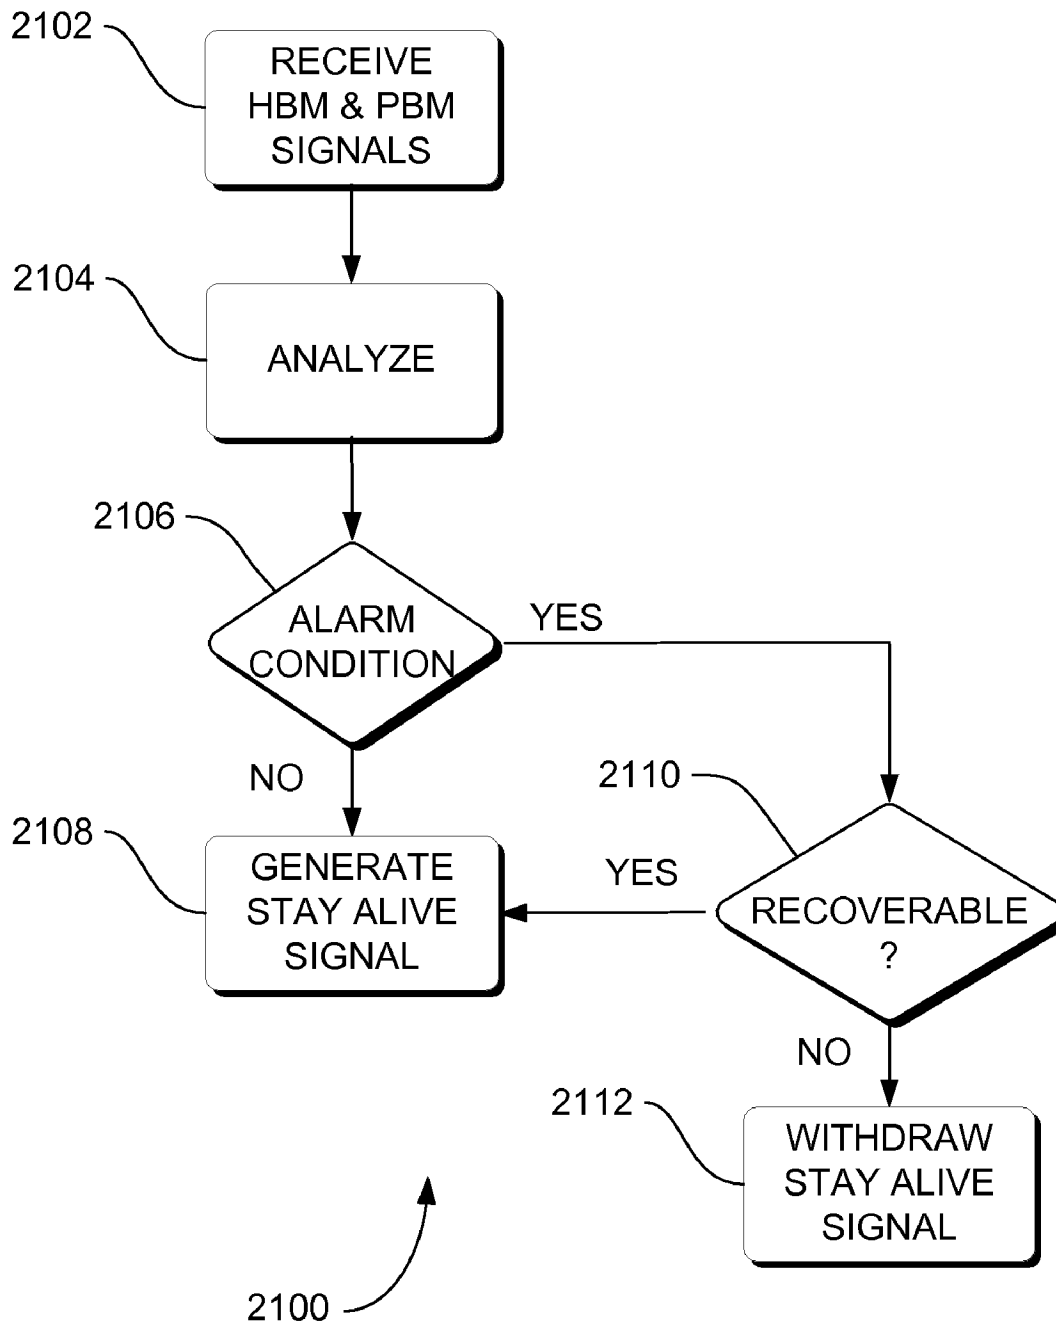 2102
RECEIVE
HBM & PBM
SIGNALS
2104
ANALYZE
2106
ALARM
CONDITION
YES
NO
2110
2108
GENERATE
STAY ALIVE
SIGNAL
YES
RECOVERABLE
?
NO
2112
WITHDRAW
STAY ALIVE
SIGNAL
2100